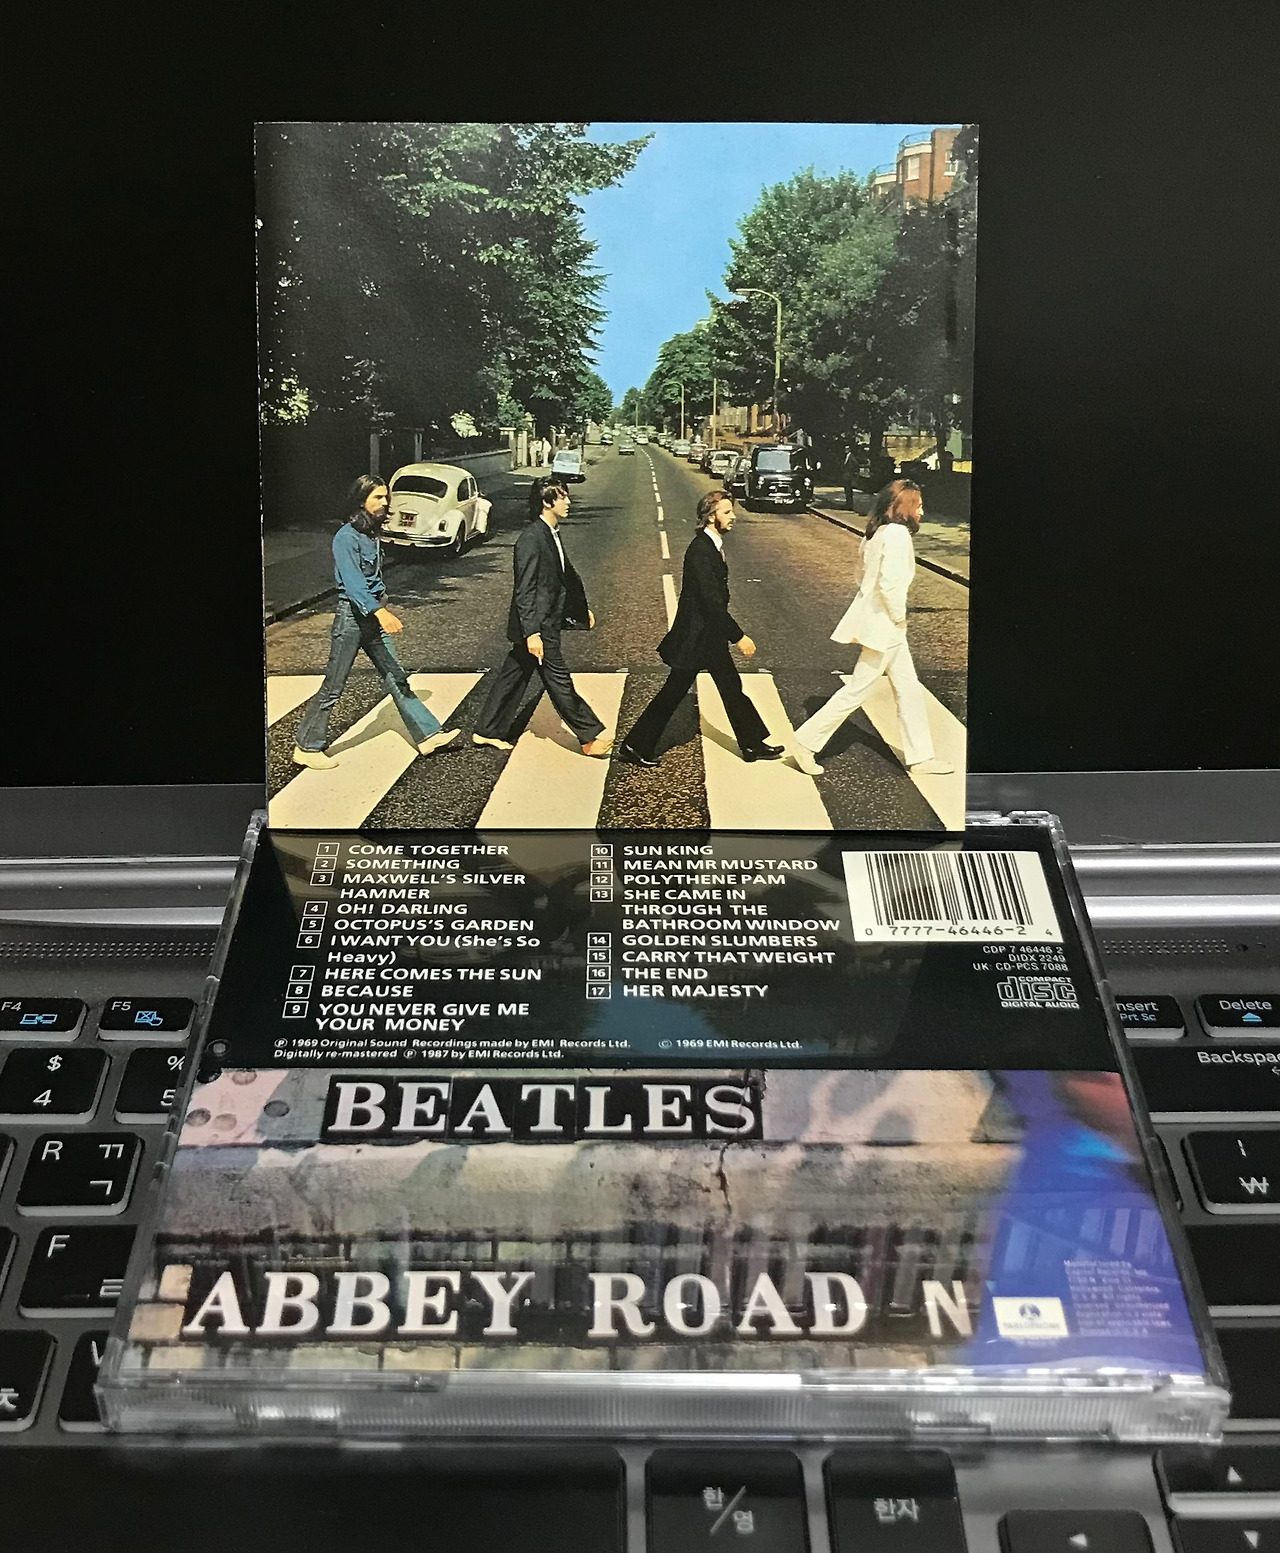 1 COME TOGETHER
2 SOMETHING
3 MAXWELL'S SILVER
HAMMER
4 OH! DARLING
5 OCTOPUS'S GARDEN
6 I WANT YOU (She's So
Heavy)
7 HERE COMES THE SUN
8 BECAUSE
9 YOU NEVER GIVE ME
YOUR MONEY
10 SUN KING
11 MEAN MR MUSTARD
12 POLYTHENE PAM
13 SHE CAME IN
THROUGH THE
BATHROOM WINDOW
14 GOLDEN SLUMBERS
15 CARRY THAT WEIGHT
16 THE END
17 HER MAJESTY
0 7777-46446-2 4
CDP 7 46446 2
DIDX 2249
UK: CD-PCS 7088
COMPACT
disc
DIGITAL AUDIO
℗ 1969 Original Sound Recordings made by EMI Records Ltd. © 1969 EMI Records Ltd.
Digitally re-mastered ℗ 1987 by EMI Records Ltd.
BEATLES
ABBEY ROAD N
PARLOPHONE
F4
F5
$
4
%
5
R ㄲ
ㄱ
F
ㄹ
W
ㅊ
Insert
Prt Sc
Delete
Backspac
|
₩
한/영
한자